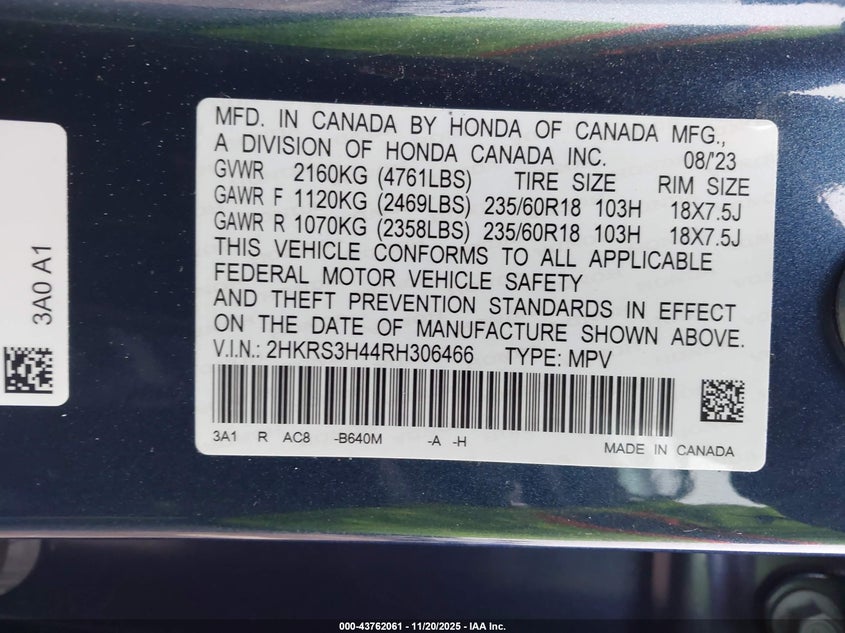 MFD. IN CANADA BY HONDA OF CANADA MFG.,
A DIVISION OF HONDA CANADA INC. 08/'23
GVWR 2160KG (4761LBS) TIRE SIZE RIM SIZE
GAWR F 1120KG (2469LBS) 235/60R18 103H 18X7.5J
GAWR R 1070KG (2358LBS) 235/60R18 103H 18X7.5J
THIS VEHICLE CONFORMS TO ALL APPLICABLE
FEDERAL MOTOR VEHICLE SAFETY
AND THEFT PREVENTION STANDARDS IN EFFECT
ON THE DATE OF MANUFACTURE SHOWN ABOVE.
V.I.N.: 2HKRS3H44RH306466 TYPE: MPV
3A1 R AC8 -B640M -A -H
MADE IN CANADA
3A0 A1
000-43762061 - 11/20/2025 - IAA Inc.